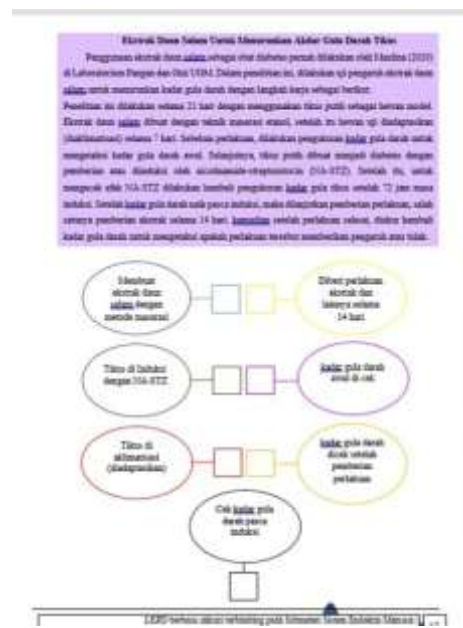 Ekstrak Daun Salam Untuk Menurunkan Akdar Gula Darah Tikus
Penggunaan ekstrak daun salam sebagai obat diabetes pernah dilakukan oleh (2020)
di Laboratorium Pangan dan Gizi UGM. Dalam penelitian ini, dilakukan uji pengaruh ekstrak daun
salam untuk menurunkan kadar gula darah dengan langkah kerja sebagai berikut:
Penelitian ini dilakukan selama 21 hari dengan menggunakan tikus putih sebagai hewan model.
Ekstrak daun salam dibuat dengan teknik maserasi etanol, setelah itu hewan uji diadaptasikan
(diaklimatisasi) selama 7 hari. Sebelum perlakuan, dilakukan pengukuran kadar gula darah untuk
mengetahui kadar gula darah awal. Selanjutnya, tikus putih dibuat menjadi diabetes dengan
pemberian atau diinduksi oleh nicotinamide-streptozotocin (NA-STZ). Setelah itu, untuk
mengecek efek NA-STZ dilakukan kembali pengukuran kadar gula tikus setelah 72 jam masa
induksi. Setelah kadar gula darah naik pasca induksi, maka dilanjutkan pemberian perlakuan, salah
satunya pemberian ekstrak selama 14 hari, kemudian setelah perlakuan selesai, diukur kembali
kadar gula darah untuk mengetahui apakah perlakuan tersebut memberikan pengaruh atau tidak.
Membuat
ekstrak daun
salam dengan
metode maserasi
Diberi perlakuan
ekstrak dan
lainnya selama
14 hari
Tikus di Induksi
dengan NA-STZ
kadar gula darah
awal di cek
Tikus di
aklimatisasi
(diadaptasikan)
kadar gula darah
dicek setelah
pemberian
perlakuan
Cek kadar gula
darah pasca
induksi